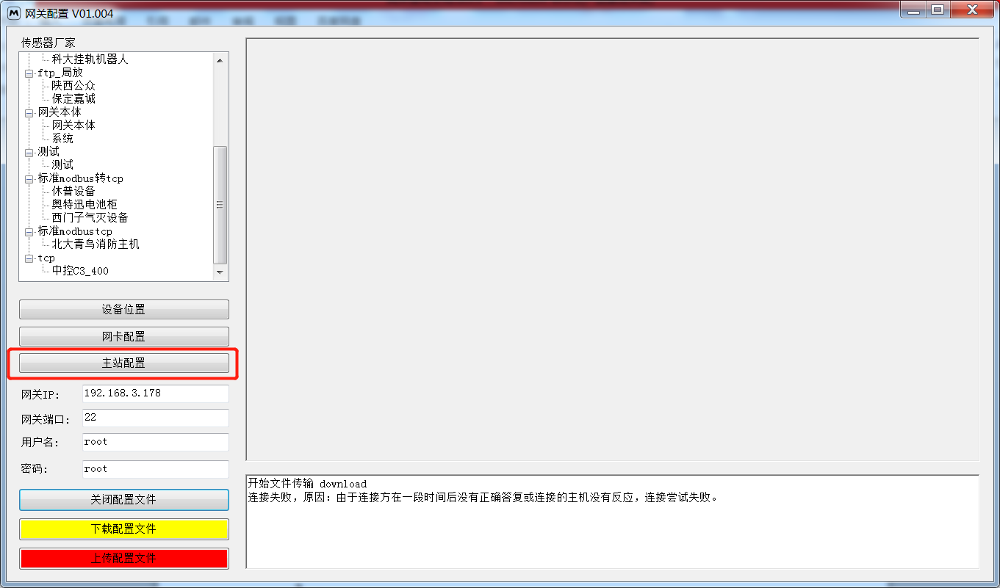 网关配置 V01.004
传感器厂家
科大挂轨机器人
ftp_局放
陕西公众
保定嘉诚
网关本体
网关本体
系统
测试
测试
标准modbus转tcp
休普设备
奥特迅电池柜
西门子气灭设备
标准modbustcp
北大青鸟消防主机
tcp
中控C3_400
设备位置
网卡配置
主站配置
网关IP: 192.168.3.178
网关端口: 22
用户名: root
密码: root
关闭配置文件
下载配置文件
上传配置文件
开始文件传输 download
连接失败，原因：由于连接方在一段时间后没有正确答复或连接的主机没有反应，连接尝试失败。